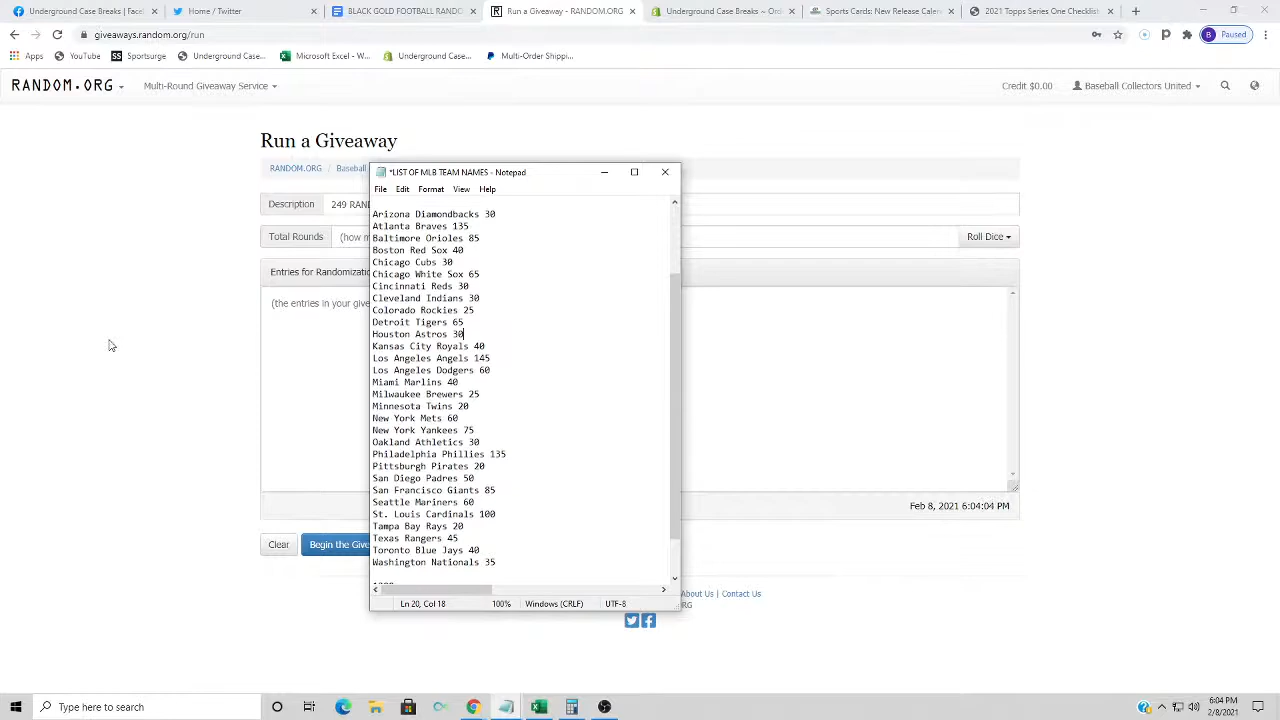 Underground Case Breaks | Face
Home / Twitter
BLACK GOLD FOOTBALL RANDO
Run a Giveaway - RANDOM.ORG
Underground Case Breaks ~ Ord
Sports Cards: New Release Calen
2021 Topps Series One Checklist
giveaways.random.org/run
B Paused
Apps
YouTube
Sportsurge
Underground Case...
Microsoft Excel - W...
Underground Case...
Multi-Order Shippi...
RANDOM.ORG
Multi-Round Giveaway Service
Credit $0.00
Baseball Collectors United
Run a Giveaway
RANDOM.ORG
Baseball
Description
249 RAN
Total Rounds
(how m
Roll Dice
Entries for Randomizatio
(the entries in your give
Feb 8, 2021 6:04:04 PM
Clear
Begin the Give
About Us | Contact Us
*LIST OF MLB TEAM NAMES - Notepad
File Edit Format View Help
Arizona Diamondbacks 30
Atlanta Braves 135
Baltimore Orioles 85
Boston Red Sox 40
Chicago Cubs 30
Chicago White Sox 65
Cincinnati Reds 30
Cleveland Indians 30
Colorado Rockies 25
Detroit Tigers 65
Houston Astros 30
Kansas City Royals 40
Los Angeles Angels 145
Los Angeles Dodgers 60
Miami Marlins 40
Milwaukee Brewers 25
Minnesota Twins 20
New York Mets 60
New York Yankees 75
Oakland Athletics 30
Philadelphia Phillies 135
Pittsburgh Pirates 20
San Diego Padres 50
San Francisco Giants 85
Seattle Mariners 60
St. Louis Cardinals 100
Tampa Bay Rays 20
Texas Rangers 45
Toronto Blue Jays 40
Washington Nationals 35
Ln 20, Col 18
100%
Windows (CRLF)
UTF-8
RG
Type here to search
6:04 PM
2/8/2021